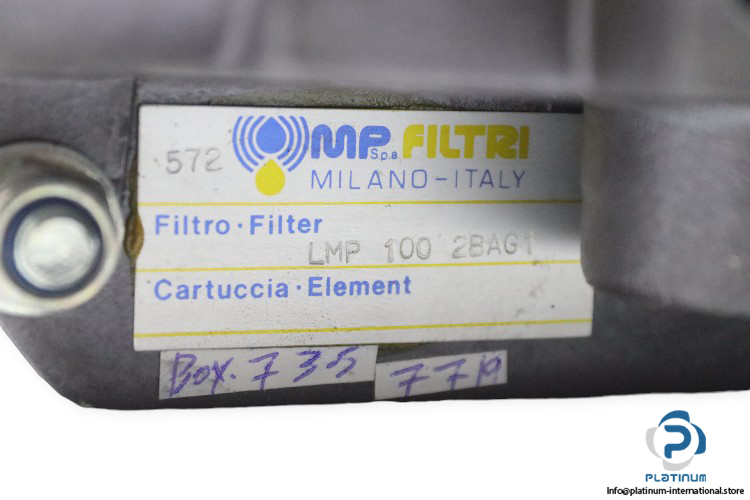 572 MP S.p.a FILTRI
MILANO-ITALY
Filtro · Filter
LMP 100 2BAG1
Cartuccia · Element
Box. 735
7719
PLATINUM
Info@platinum-international.store